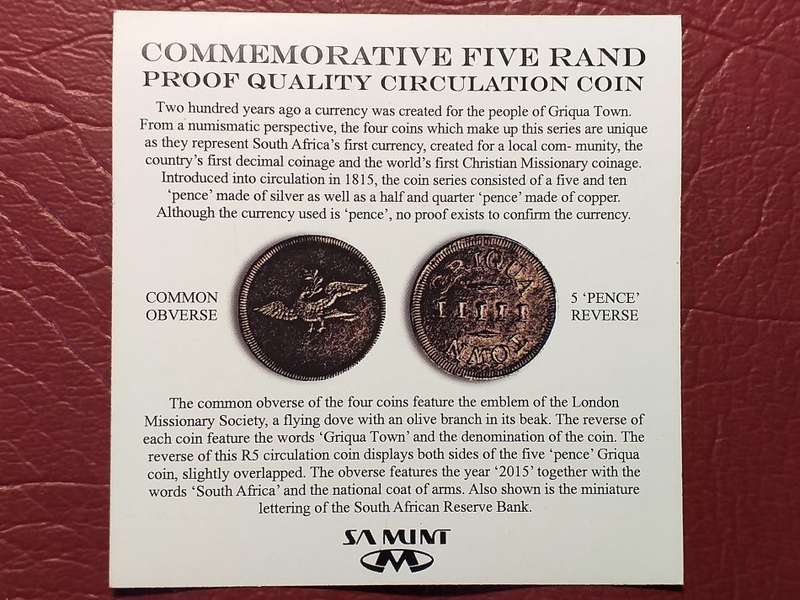 COMMEMORATIVE FIVE RAND
PROOF QUALITY CIRCULATION COIN
Two hundred years ago a currency was created for the people of Griqua Town.
From a numismatic perspective, the four coins which make up this series are unique
as they represent South Africa's first currency, created for a local com- munity, the
country's first decimal coinage and the world's first Christian Missionary coinage.
Introduced into circulation in 1815, the coin series consisted of a five and ten
'pence' made of silver as well as a half and quarter 'pence' made of copper.
Although the currency used is 'pence', no proof exists to confirm the currency.
COMMON
OBVERSE
GRIQUA
IIIII
TOWN
5 'PENCE'
REVERSE
The common obverse of the four coins feature the emblem of the London
Missionary Society, a flying dove with an olive branch in its beak. The reverse of
each coin feature the words 'Griqua Town' and the denomination of the coin. The
reverse of this R5 circulation coin displays both sides of the five 'pence' Griqua
coin, slightly overlapped. The obverse features the year '2015' together with the
words 'South Africa' and the national coat of arms. Also shown is the miniature
lettering of the South African Reserve Bank.
SA MINT